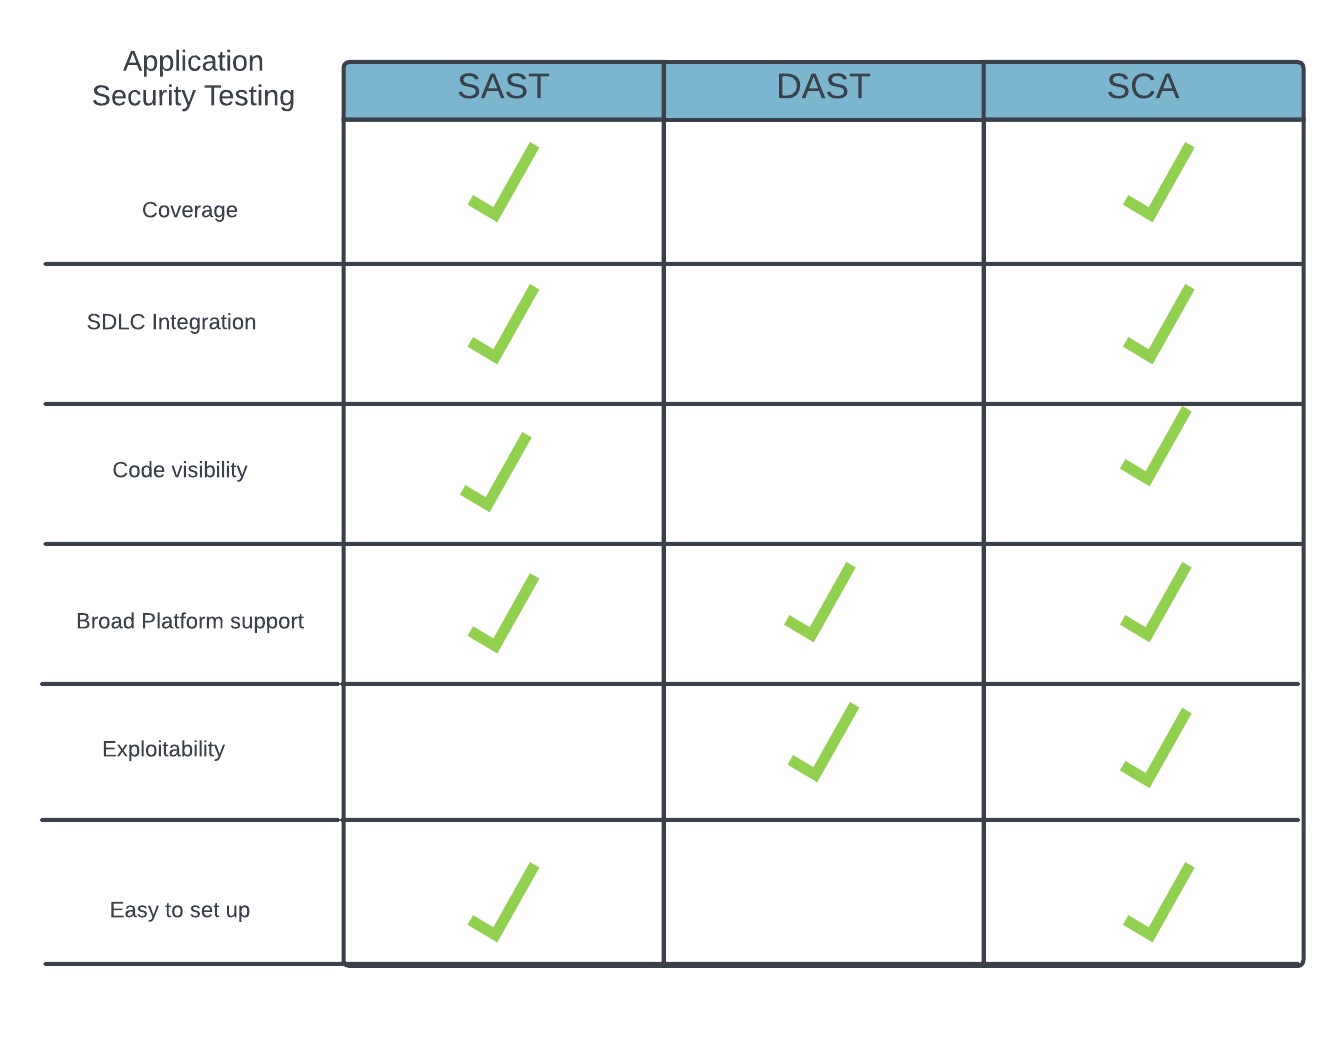 Application
Security Testing
SAST
DAST
SCA
Coverage
SDLC Integration
Code visibility
Broad Platform support
Exploitability
Easy to set up